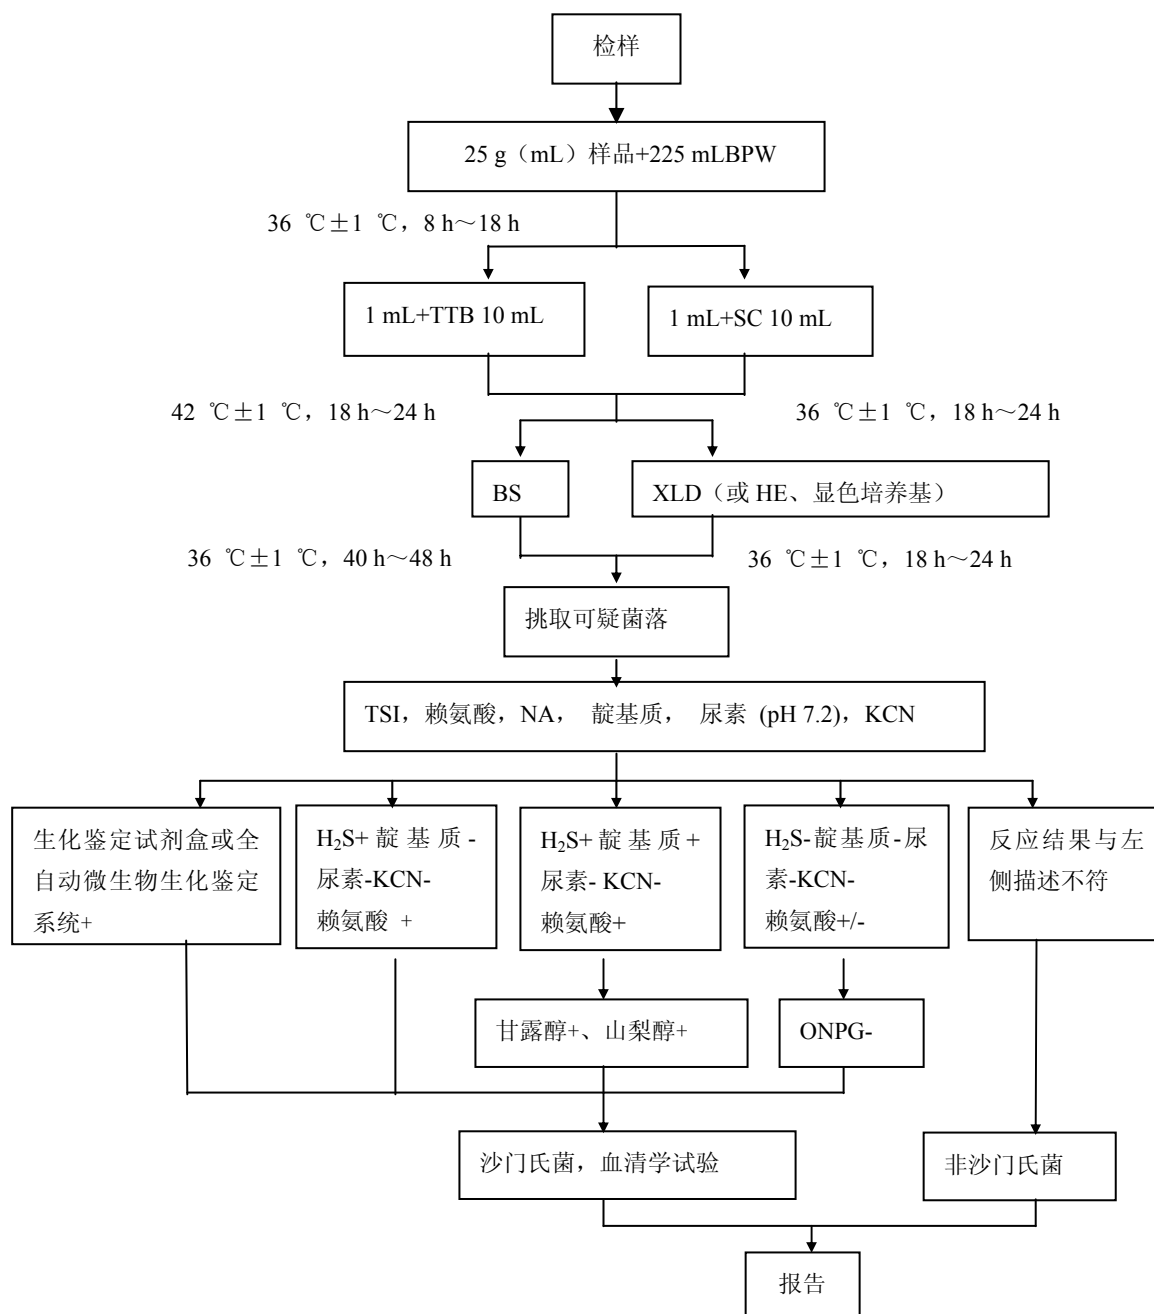 检样
25 g（mL）样品+225 mLBPW
36 ℃±1 ℃，8 h～18 h
1 mL+TTB 10 mL
1 mL+SC 10 mL
42 ℃±1 ℃，18 h～24 h
36 ℃±1 ℃，18 h～24 h
BS
XLD（或 HE、显色培养基）
36 ℃±1 ℃，40 h～48 h
36 ℃±1 ℃，18 h～24 h
挑取可疑菌落
TSI，赖氨酸，NA， 靛基质， 尿素 (pH 7.2)，KCN
生化鉴定试剂盒或全
自动微生物生化鉴定
系统+
H₂S+靛基质-
尿素-KCN-
赖氨酸 +
H₂S+靛基质+
尿素- KCN-
赖氨酸+
H₂S-靛基质-尿
素-KCN-
赖氨酸+/-
反应结果与左
侧描述不符
甘露醇+、山梨醇+
ONPG-
沙门氏菌，血清学试验
非沙门氏菌
报告